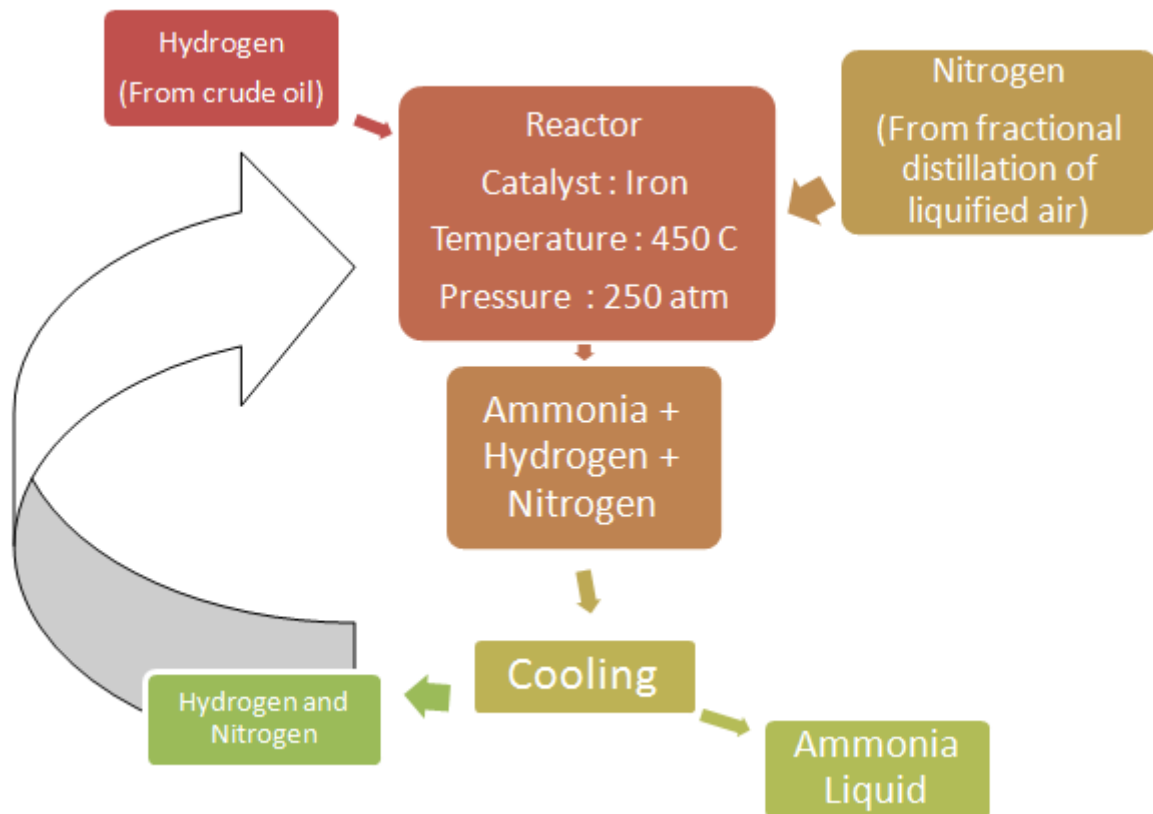 Hydrogen
(From crude oil)
Nitrogen
(From fractional
distillation of
liquified air)
Reactor
Catalyst : Iron
Temperature : 450 C
Pressure : 250 atm
Ammonia +
Hydrogen +
Nitrogen
Cooling
Hydrogen and
Nitrogen
Ammonia
Liquid